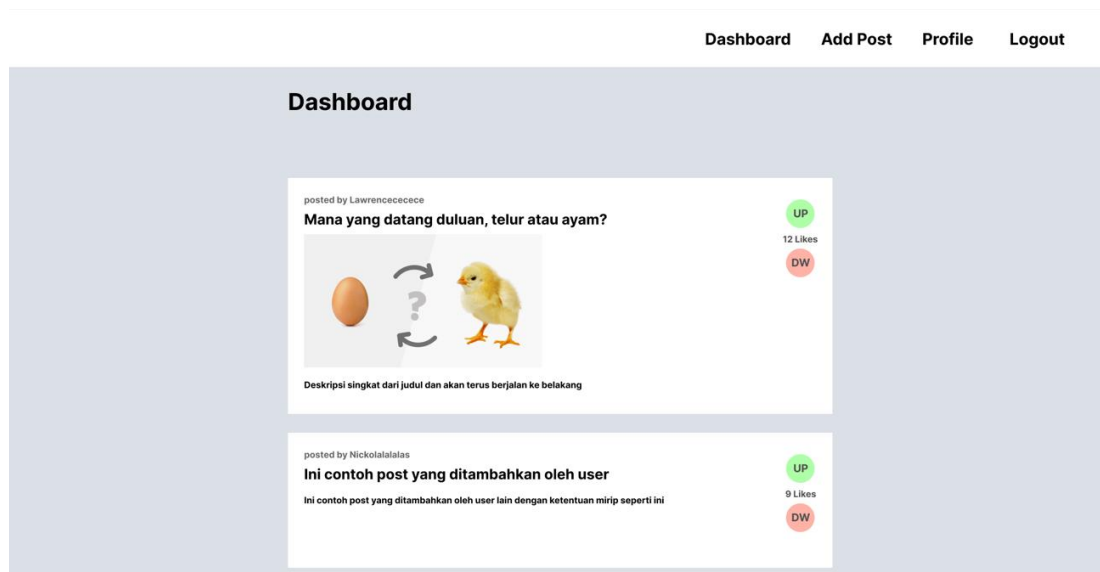 Dashboard Add Post Profile Logout
Dashboard
posted by Lawrencececece
Mana yang datang duluan, telur atau ayam?
UP
12 Likes
DW
?
Deskripsi singkat dari judul dan akan terus berjalan ke belakang
posted by Nickolalalalas
Ini contoh post yang ditambahkan oleh user
Ini contoh post yang ditambahkan oleh user lain dengan ketentuan mirip seperti ini
UP
9 Likes
DW